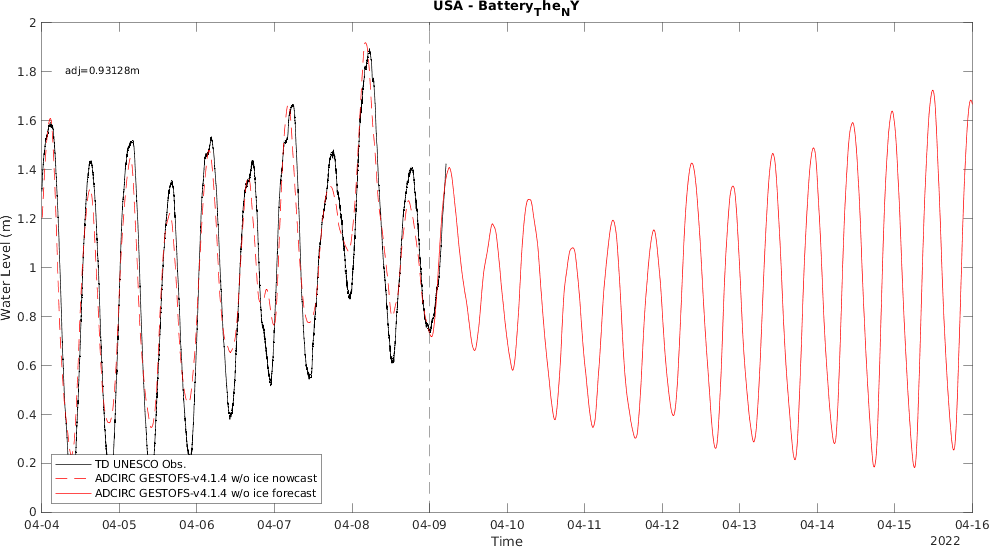 USA - Battery_The_NY
adj=0.93128m
2
1.8
1.6
1.4
1.2
1
0.8
0.6
0.4
0.2
0
Water Level (m)
TD UNESCO Obs.
ADCIRC GESTOFS-v4.1.4 w/o ice nowcast
ADCIRC GESTOFS-v4.1.4 w/o ice forecast
04-04 04-05 04-06 04-07 04-08 04-09 04-10 04-11 04-12 04-13 04-14 04-15 04-16
Time
2022